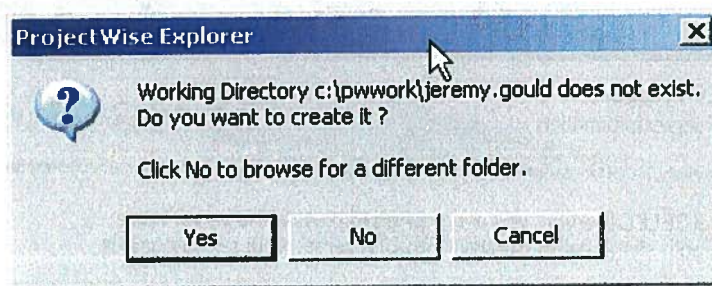 ProjectWise Explorer
Working Directory c:\pwwork\jeremy.gould does not exist.
Do you want to create it ?
Click No to browse for a different folder.
Yes No Cancel